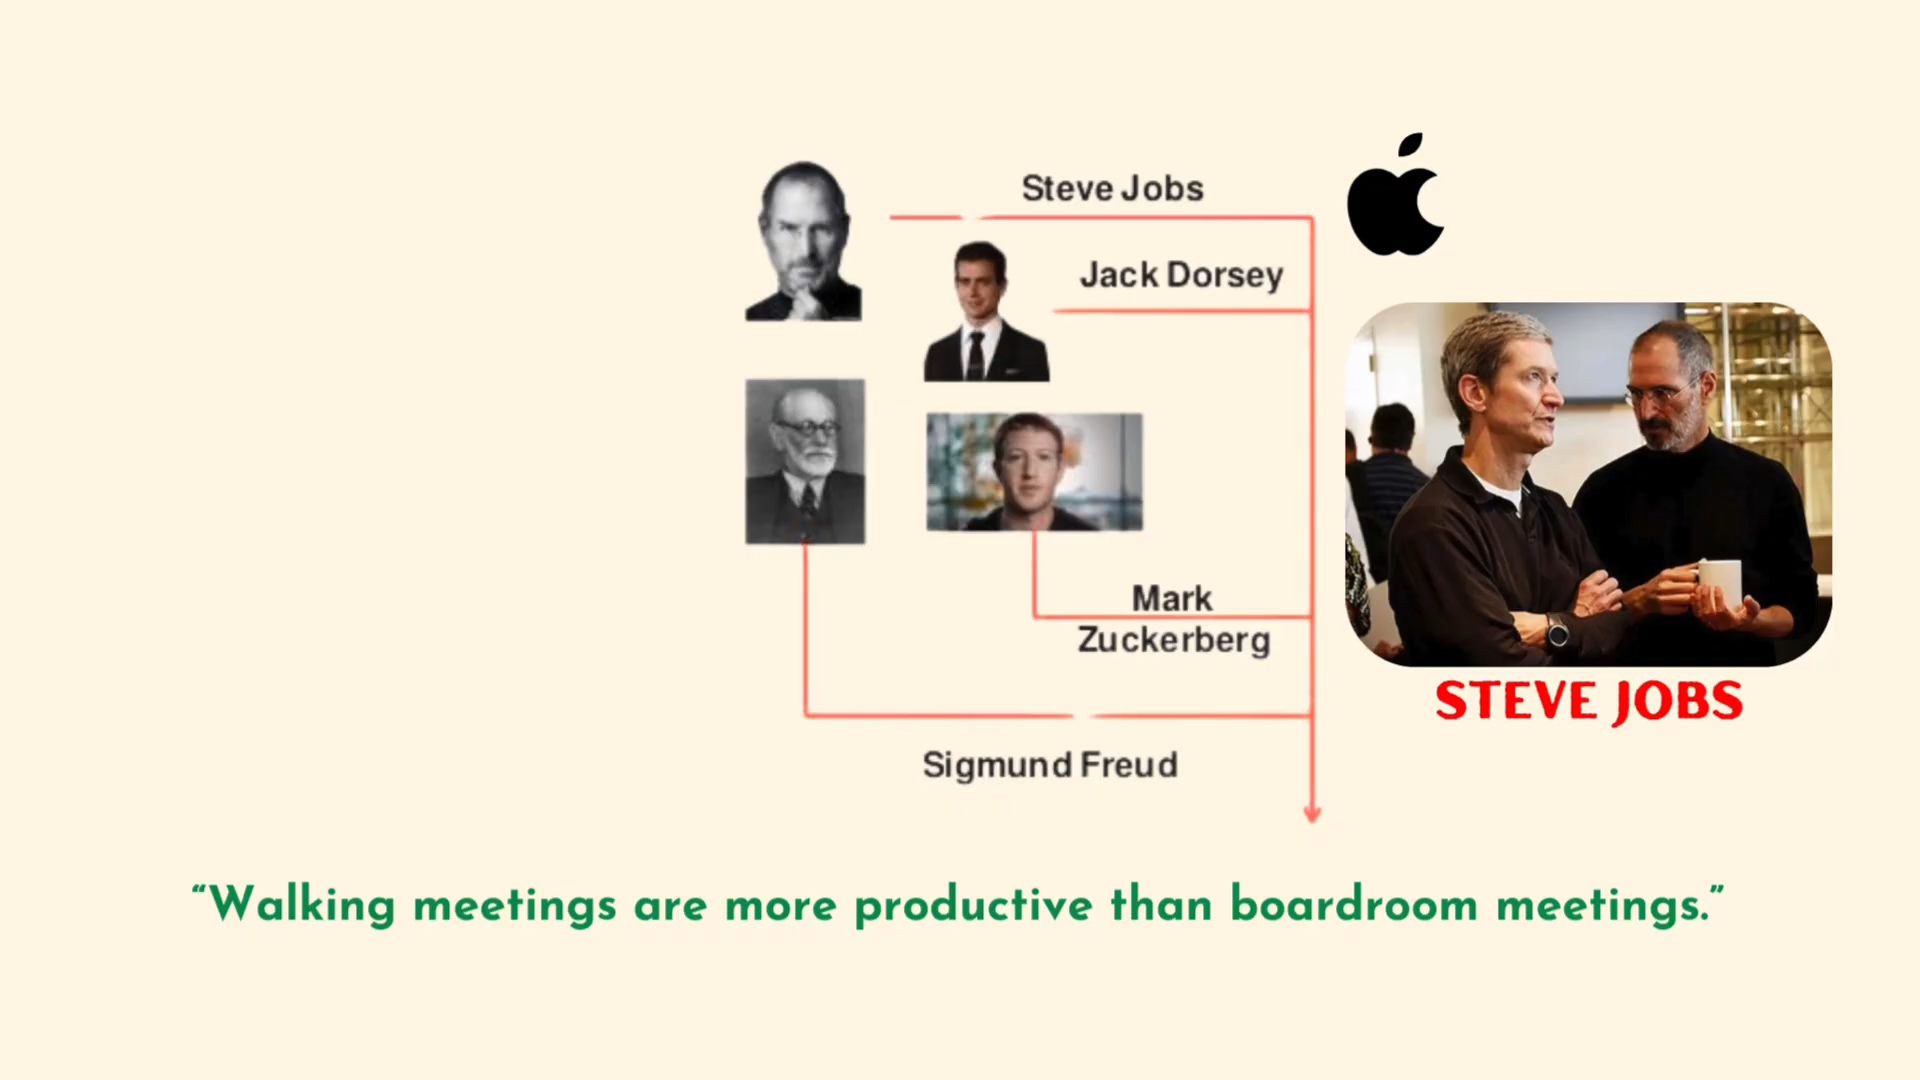 Steve Jobs
Jack Dorsey
Mark
Zuckerberg
Sigmund Freud
STEVE JOBS
“Walking meetings are more productive than boardroom meetings.”